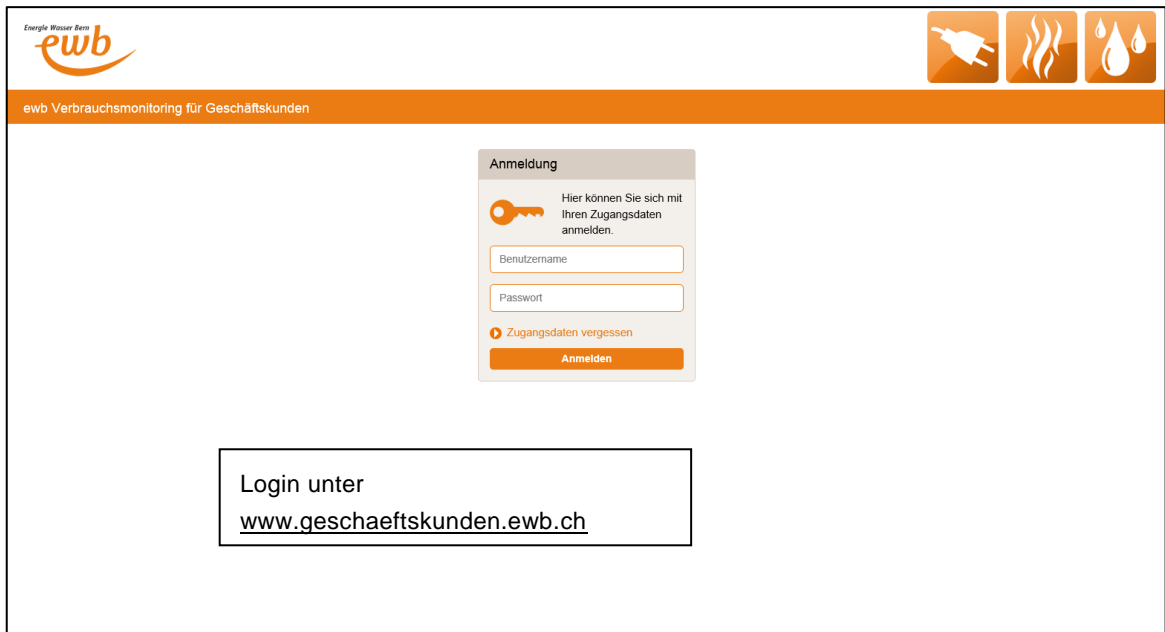 Energie Wasser Bern
ewb
ewb Verbrauchsmonitoring für Geschäftskunden
Anmeldung
Hier können Sie sich mit
Ihren Zugangsdaten
anmelden.
Benutzername
Passwort
Zugangsdaten vergessen
Anmelden
Login unter
www.geschaeftskunden.ewb.ch